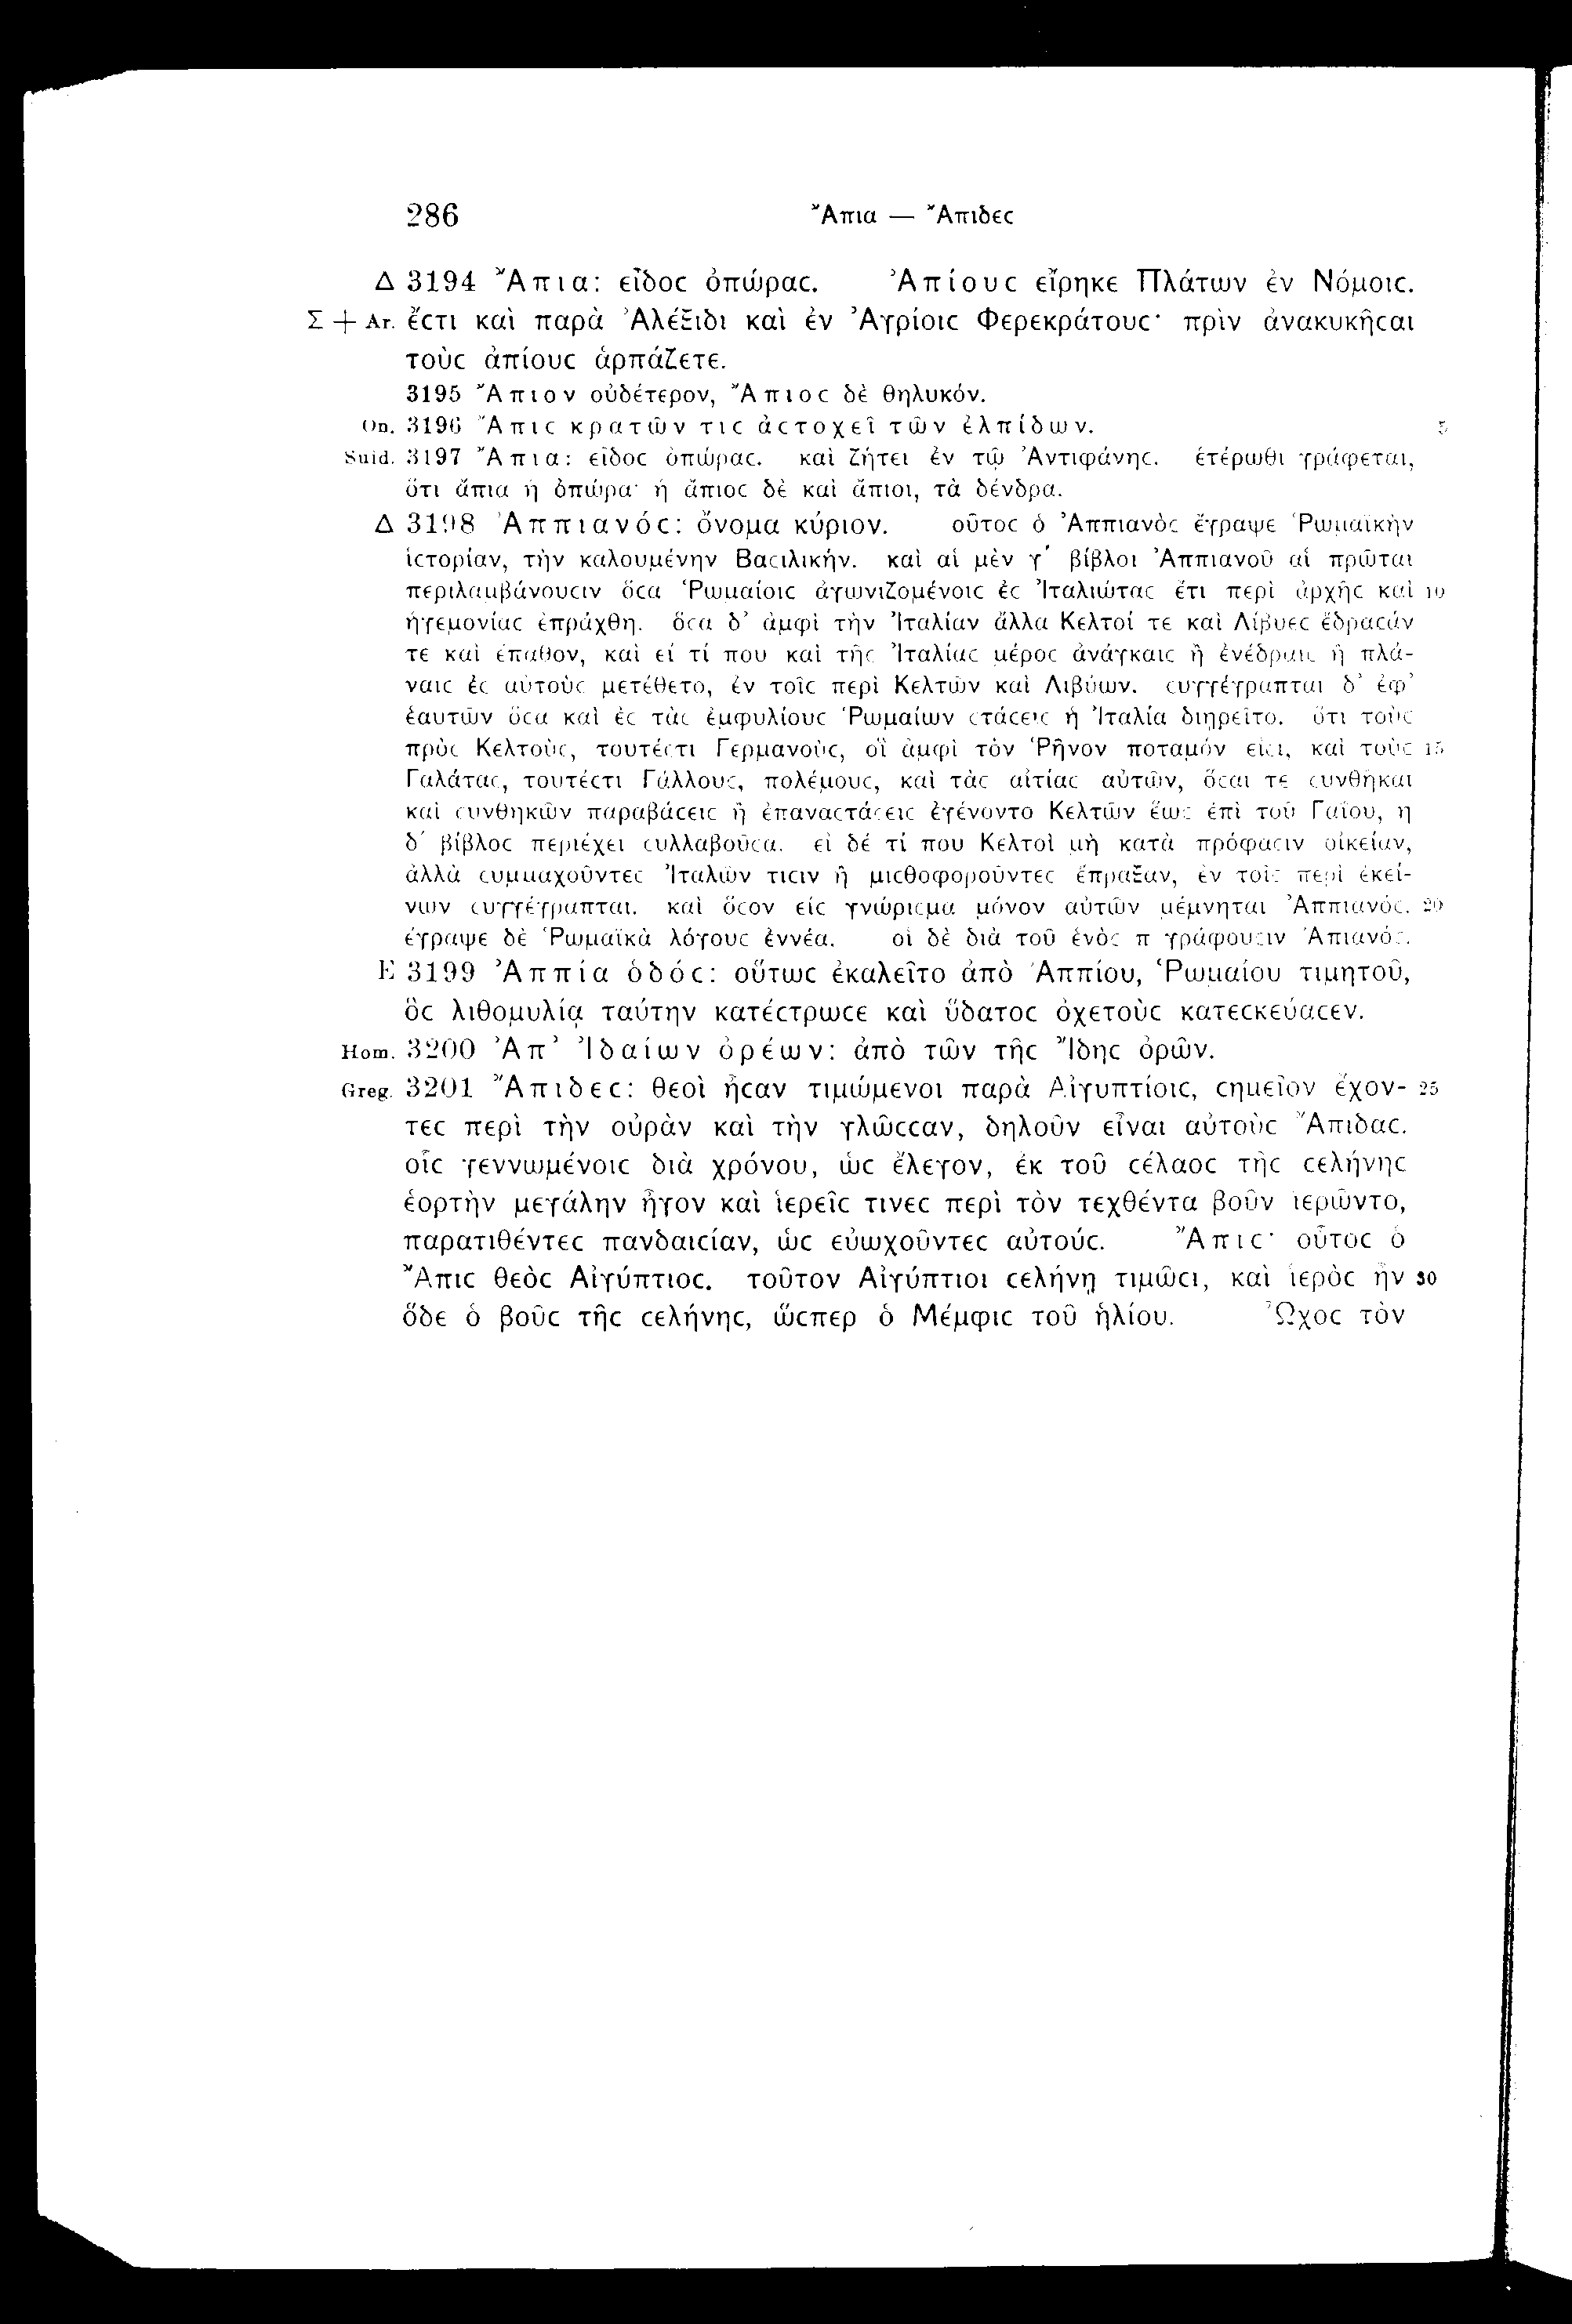 286 Ἄπια — Ἄπιδεϲ
Δ 3194 Ἄπια: εἶδοϲ ὀπώραϲ. Ἀπίουϲ εἴρηκε Πλάτων ἐν Νόμοιϲ.
Σ + Ar. ἔϲτι καὶ παρὰ Ἀλέξιδι καὶ ἐν Ἀγρίοιϲ Φερεκράτουϲ· πρὶν ἀνακυκῆϲαι
τοὺϲ ἀπίουϲ ἁρπάζετε.
3195 Ἄπιον οὐδέτερον, Ἄπιοϲ δὲ θηλυκόν.
On. 3196 Ἆπιϲ κρατῶν τιϲ ἀϲτοχεῖ τῶν ἐλπίδων. 5
Suid. 3197 Ἄπια: εἶδοϲ ὀπώραϲ. καὶ ζήτει ἐν τῷ Ἀντιφάνηϲ. ἑτέρωθι γράφεται,
ὅτι ἄπια ἡ ὀπώρα· ἡ ἄπιοϲ δὲ καὶ ἄπιοι, τὰ δένδρα.
Δ 3198 Ἀππιανόϲ: ὄνομα κύριον. οὗτοϲ ὁ Ἀππιανὸϲ ἔγραψε Ῥωμαϊκὴν
ἱϲτορίαν, τὴν καλουμένην Βαϲιλικήν. καὶ αἱ μὲν γ΄ βίβλοι Ἀππιανοῦ αἱ πρῶται
περιλαμβάνουϲιν ὅϲα Ῥωμαίοιϲ ἀγωνιζομένοιϲ ἐϲ Ἰταλιώταϲ ἔτι περὶ ἀρχῆϲ καὶ 10
ἡγεμονίαϲ ἐπράχθη. ὅϲα δ’ ἀμφὶ τὴν Ἰταλίαν ἄλλα Κελτοί τε καὶ Λίβυεϲ ἔδραϲάν
τε καὶ ἔπαθον, καὶ εἴ τί που καὶ τῆϲ Ἰταλίαϲ μέροϲ ἀνάγκαιϲ ἢ ἐνέδραιϲ ἢ πλά-
ναιϲ ἐϲ αὐτοὺϲ μετέθετο, ἐν τοῖϲ περὶ Κελτῶν καὶ Λιβύων. ϲυγγέγραπται δ’ ἐφ’
ἑαυτῶν ὅϲα καὶ ἐϲ τὰϲ ἐμφυλίουϲ Ῥωμαίων ϲτάϲειϲ ἡ Ἰταλία διῃρεῖτο. ὅτι τοὺϲ
πρὸϲ Κελτοὺϲ, τουτέϲτι Γερμανοὺϲ, οἳ ἀμφὶ τὸν Ῥῆνον ποταμόν εἰϲι, καὶ τοὺϲ 15
Γαλάταϲ, τουτέϲτι Γάλλουϲ, πολέμουϲ, καὶ τὰϲ αἰτίαϲ αὐτῶν, ὅϲαι τε ϲυνθῆκαι
καὶ ϲυνθηκῶν παραβάϲειϲ ἢ ἐπαναϲτάϲειϲ ἐγένοντο Κελτῶν ἕωϲ ἐπὶ τοῦ Γαΐου, η
δ΄ βίβλοϲ περιέχει ϲυλλαβοῦϲα. εἰ δέ τί που Κελτοὶ μὴ κατὰ πρόφαϲιν οἰκείαν,
ἀλλὰ ϲυμμαχοῦντεϲ Ἰταλῶν τιϲιν ἢ μιϲθοφοροῦντεϲ ἔπραξαν, ἐν τοῖϲ περὶ ἐκεί-
νων ϲυγγέγραπται. καὶ ὅϲον εἰϲ γνώριϲμα μόνον αὐτῶν μέμνηται Ἀππιανόϲ. 20
ἔγραψε δὲ Ῥωμαϊκὰ λόγουϲ ἐννέα. οἱ δὲ διὰ τοῦ ἑνὸϲ π γράφουϲιν Ἀπιανόϲ.
E 3199 Ἀππία ὁδόϲ: οὕτωϲ ἐκαλεῖτο ἀπὸ Ἀππίου, Ῥωμαίου τιμητοῦ,
ὃϲ λιθομυλίᾳ ταύτην κατέϲτρωϲε καὶ ὕδατοϲ ὀχετοὺϲ κατεϲκεύαϲεν.
Hom. 3200 Ἀπ’ Ἰδαίων ὀρέων: ἀπὸ τῶν τῆϲ Ἴδηϲ ὀρῶν.
Greg. 3201 Ἄπιδεϲ: θεοὶ ἦϲαν τιμώμενοι παρὰ Αἰγυπτίοιϲ, ϲημεῖον ἔχον- 25
τεϲ περὶ τὴν οὐρὰν καὶ τὴν γλῶϲϲαν, δηλοῦν εἶναι αὐτοὺϲ Ἄπιδαϲ.
οἷϲ γεννωμένοιϲ διὰ χρόνου, ὡϲ ἔλεγον, ἐκ τοῦ ϲέλαοϲ τῆϲ ϲελήνηϲ
ἑορτὴν μεγάλην ἦγον καὶ ἱερεῖϲ τινεϲ περὶ τὸν τεχθέντα βοῦν ἱερῶντο,
παρατιθέντεϲ πανδαιϲίαν, ὡϲ εὐωχοῦντεϲ αὐτούϲ. Ἄπιϲ· οὗτοϲ ὁ
Ἄπιϲ θεὸϲ Αἰγύπτιοϲ. τοῦτον Αἰγύπτιοι ϲελήνῃ τιμῶϲι, καὶ ἱερὸϲ ἦν 30
ὅδε ὁ βοῦϲ τῆϲ ϲελήνηϲ, ὥϲπερ ὁ Μέμφιϲ τοῦ ἡλίου. Ὦχοϲ τὸν